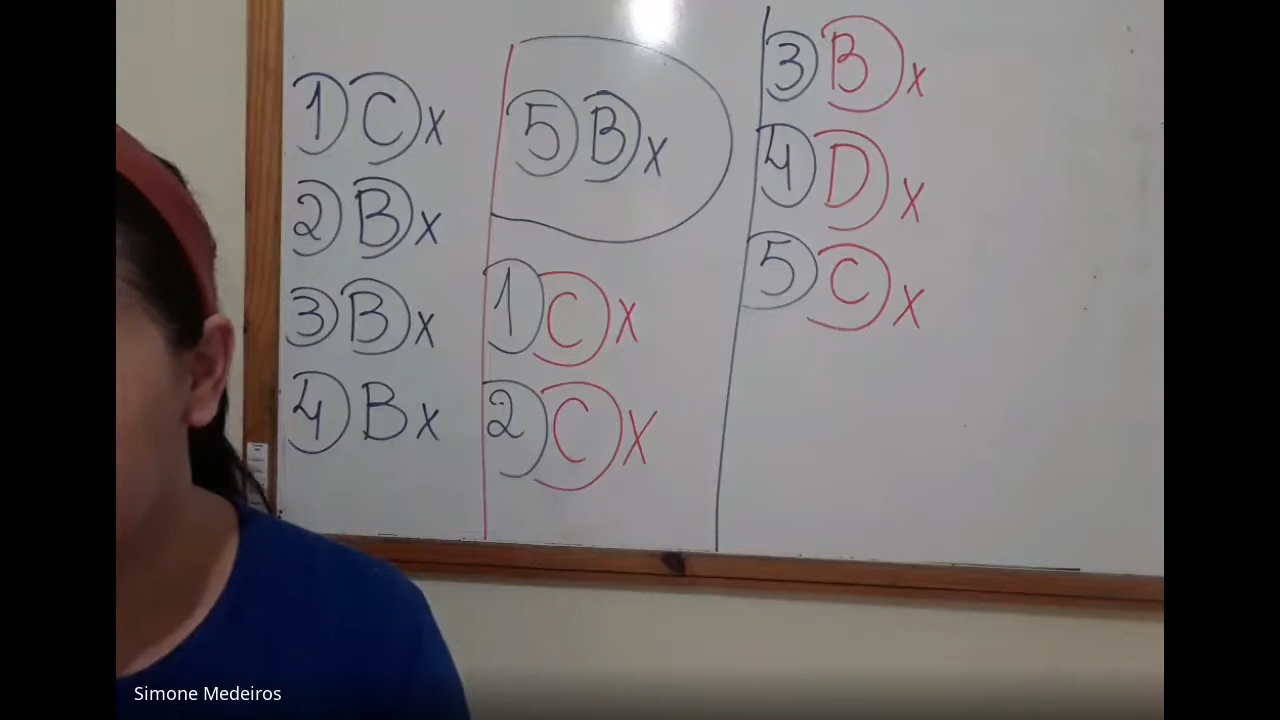 1 C x
2 B x
3 B x
4 B x
5 B x
1 C x
2 C x
3 B x
4 D x
5 C x
Simone Medeiros